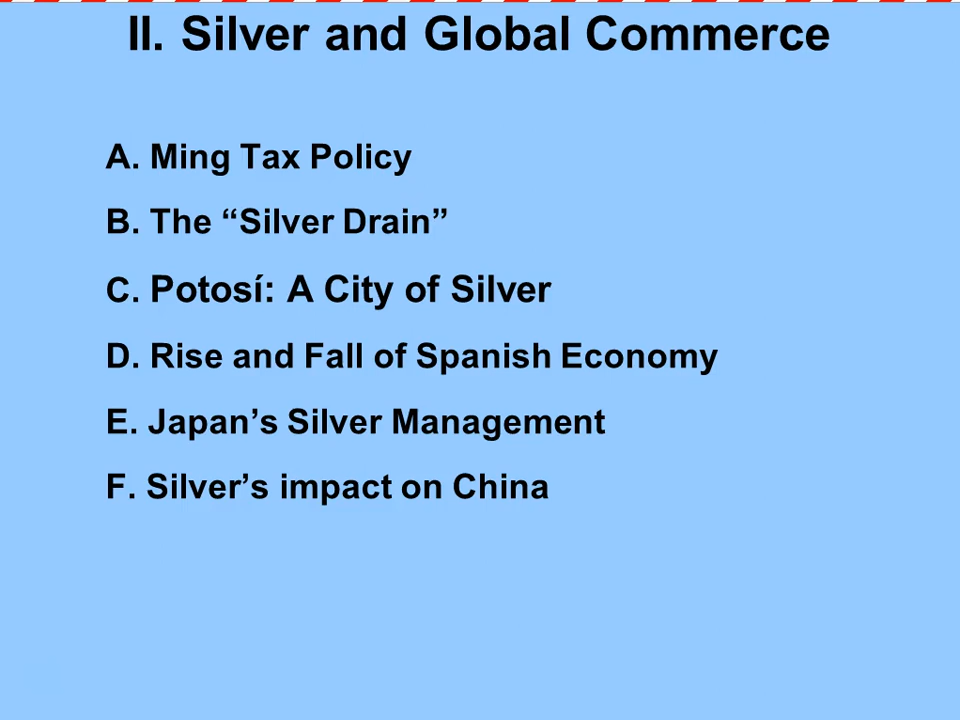 II. Silver and Global Commerce
A. Ming Tax Policy
B. The “Silver Drain”
C. Potosí: A City of Silver
D. Rise and Fall of Spanish Economy
E. Japan’s Silver Management
F. Silver’s impact on China